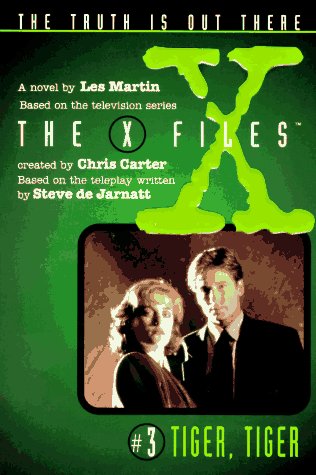 THE TRUTH IS OUT THERE
A novel by Les Martin
Based on the television series
THE X FILES™
created by Chris Carter
Based on the teleplay written
by Steve de Jarnatt
X
#3 TIGER, TIGER